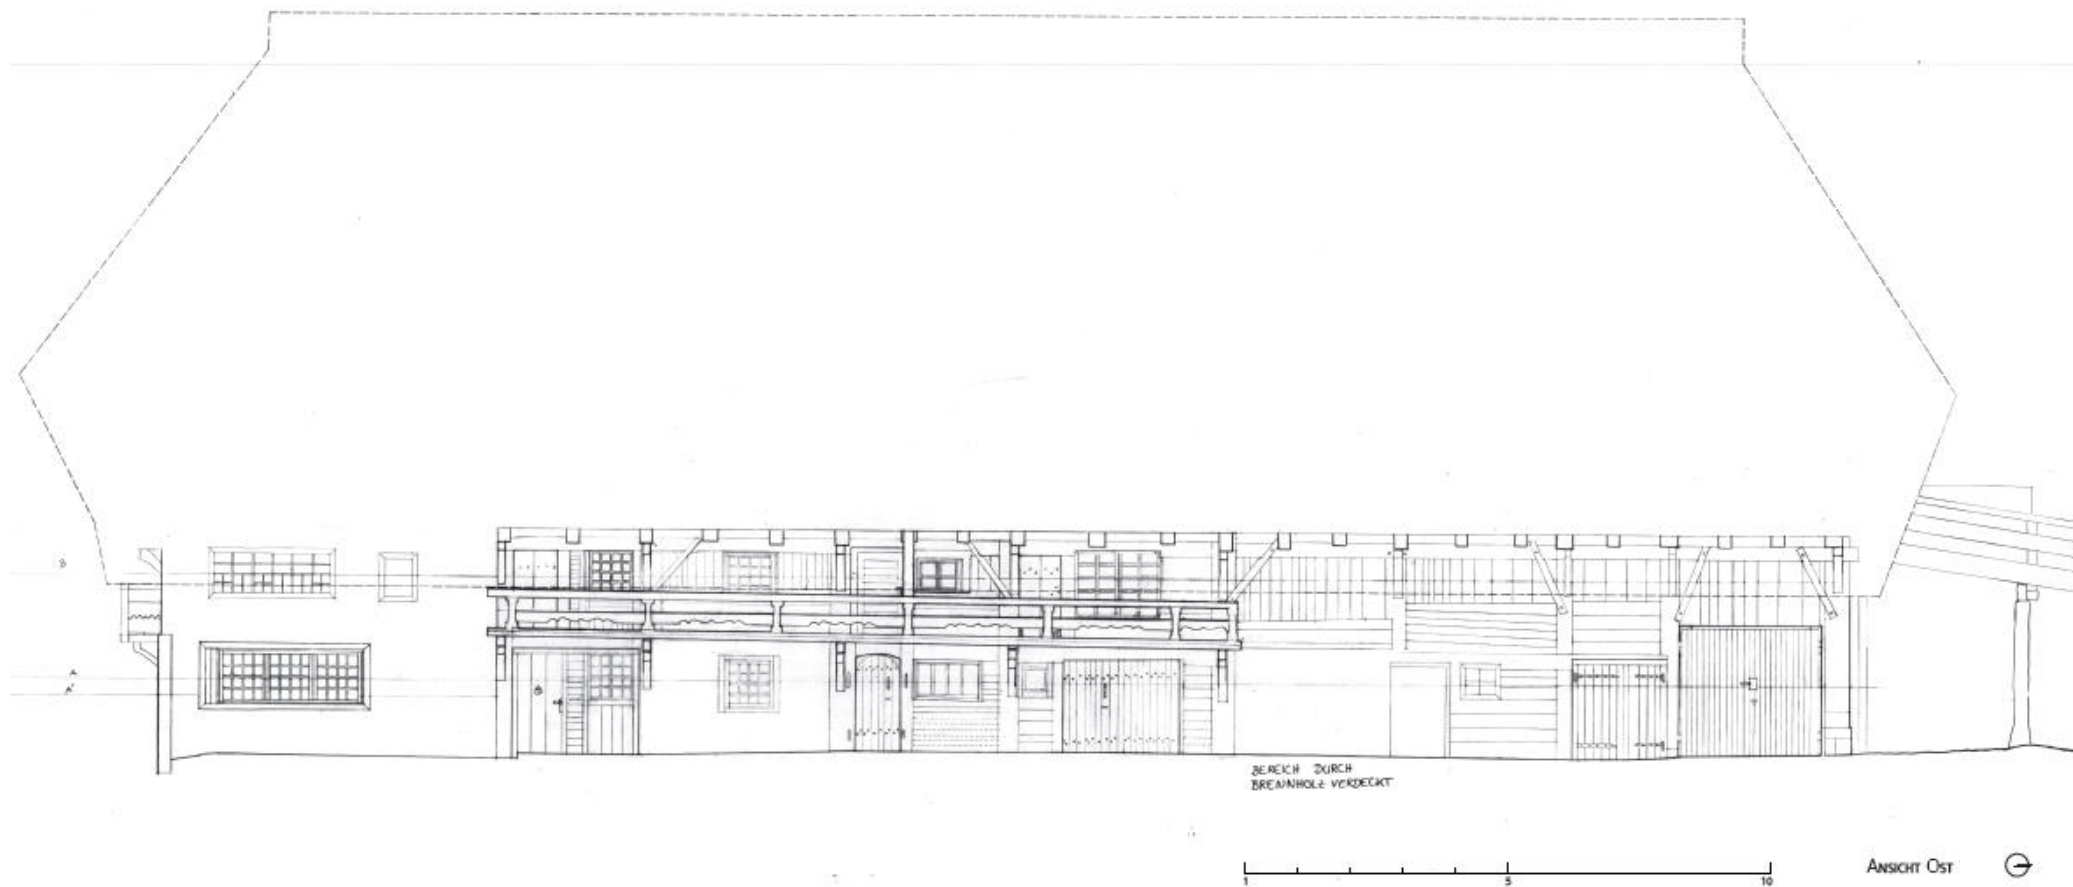 B
A
A'
BEREICH DURCH
BRENNHOLZ VERDECKT
1 5 10
ANSICHT OST